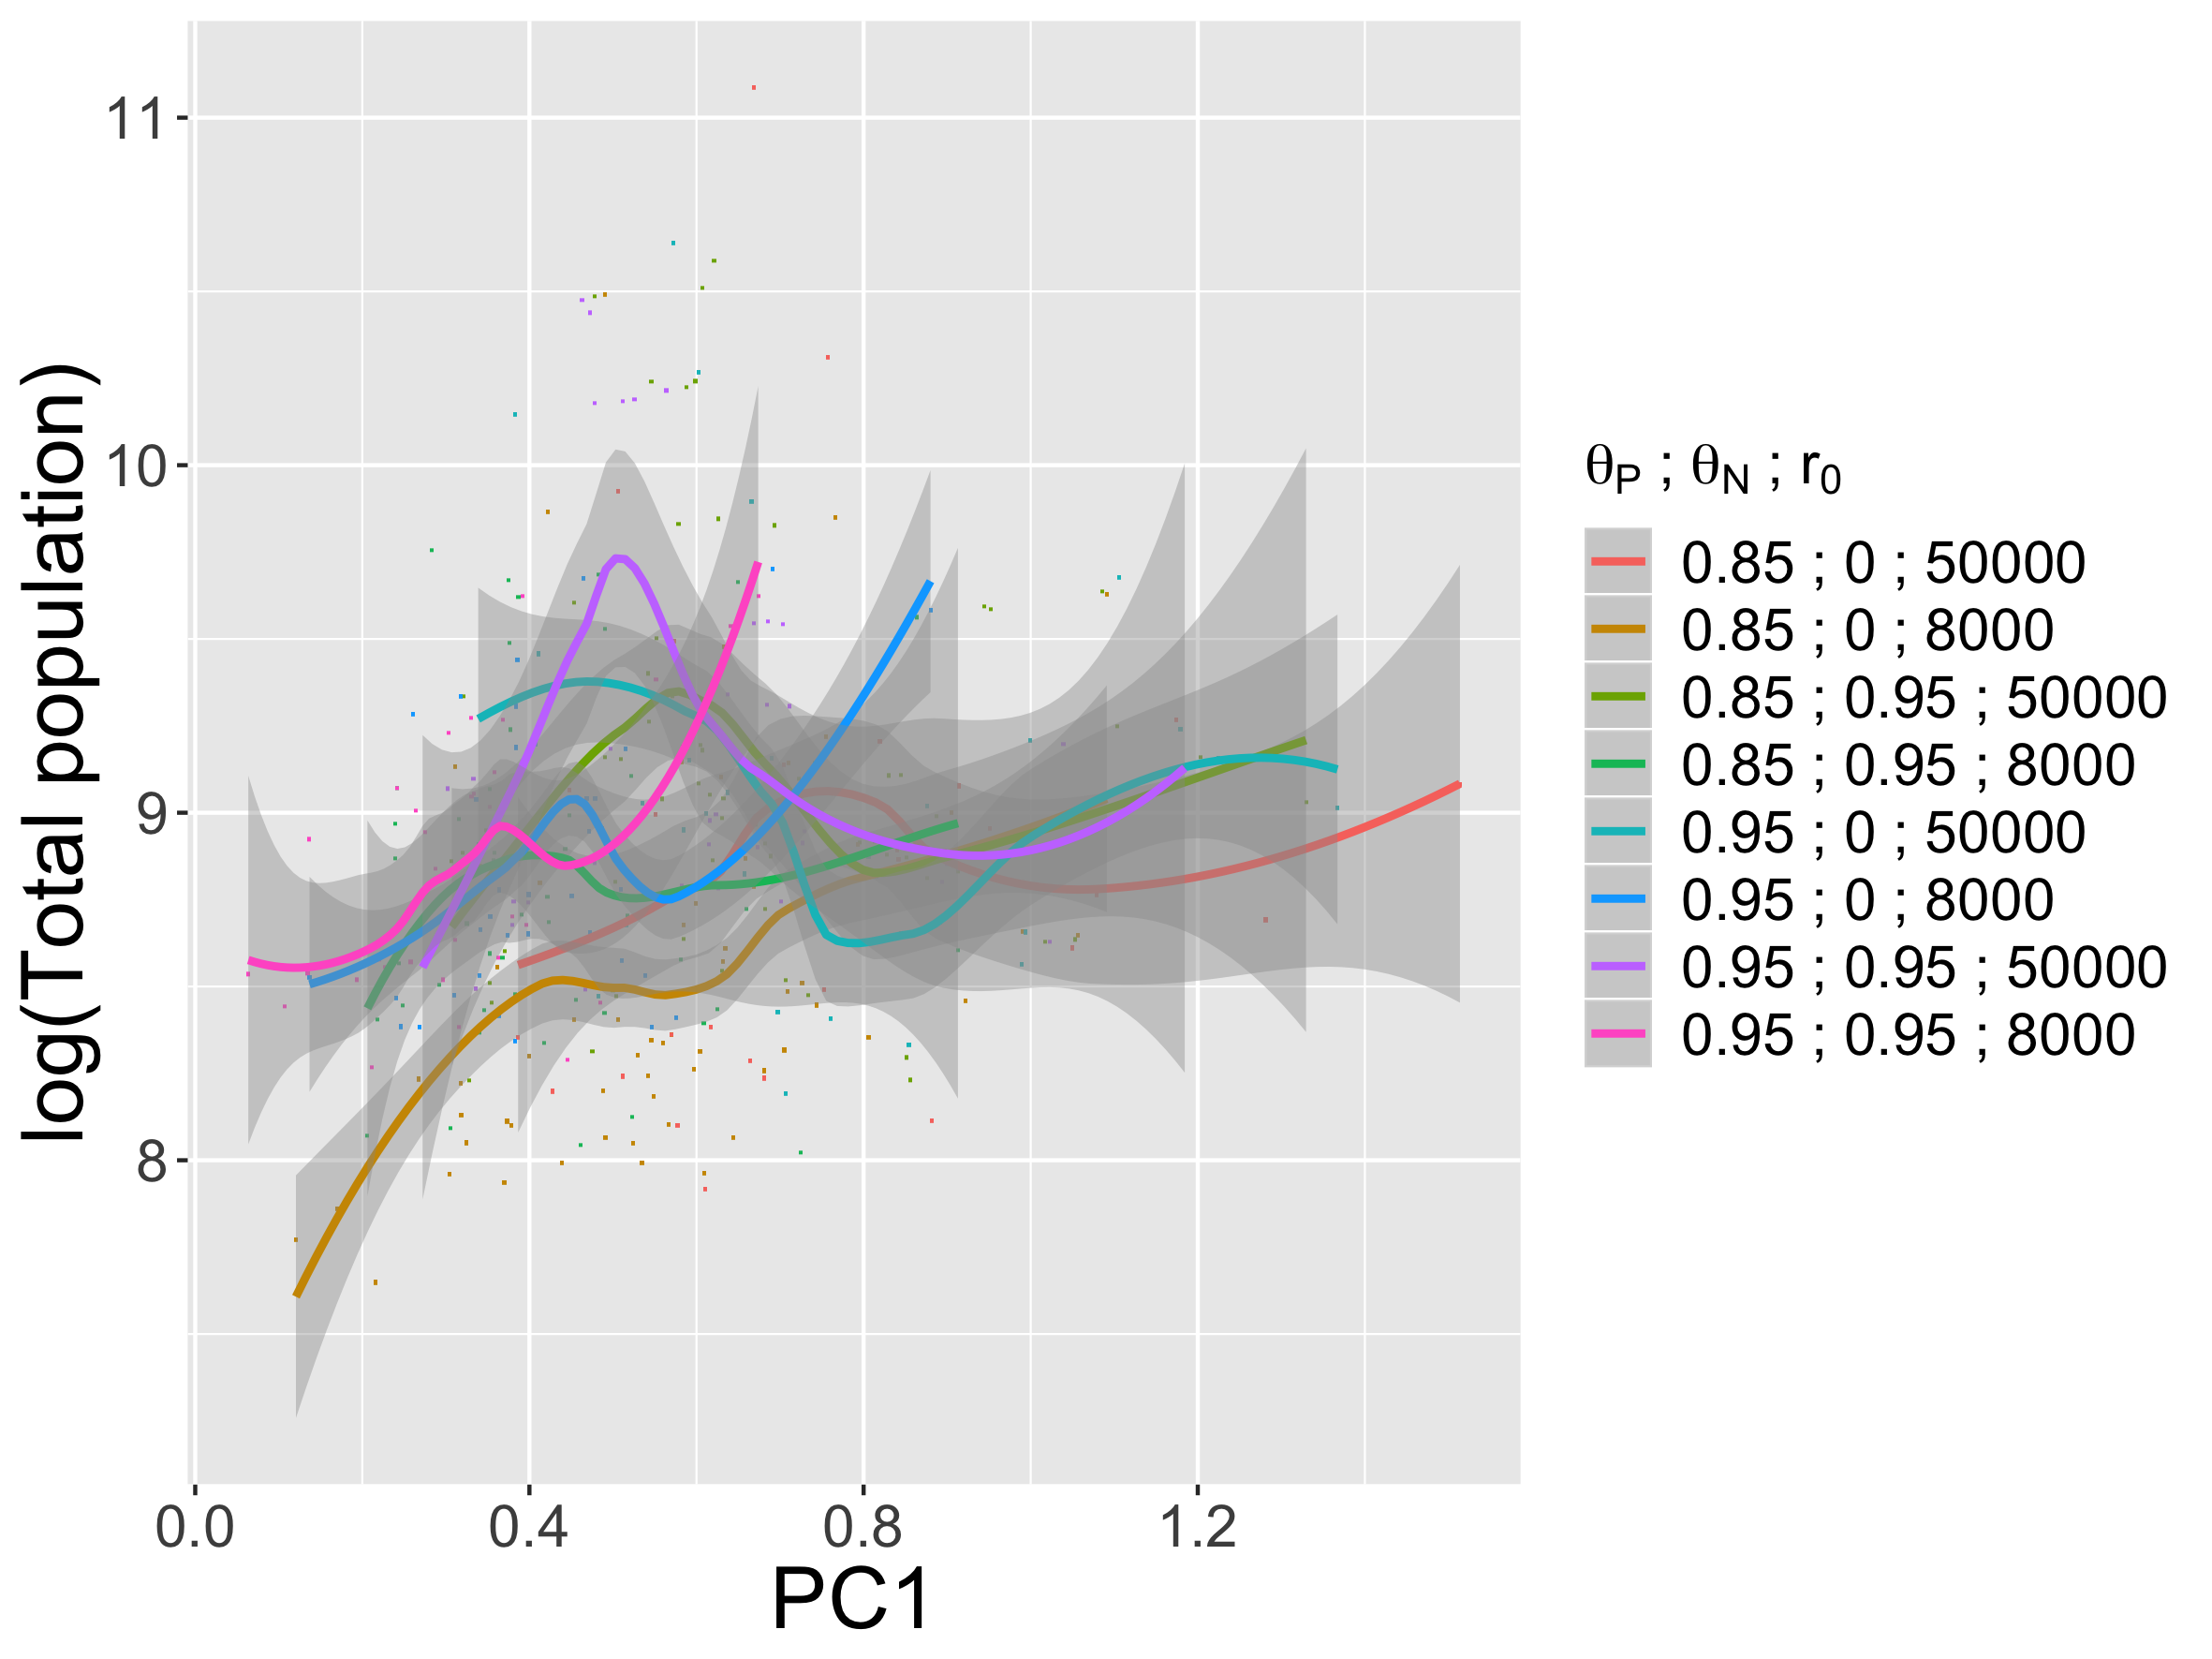 11
10
9
8
log(Total population)
0.0 0.4 0.8 1.2
PC1
θP ; θN ; r0
0.85 ; 0 ; 50000
0.85 ; 0 ; 8000
0.85 ; 0.95 ; 50000
0.85 ; 0.95 ; 8000
0.95 ; 0 ; 50000
0.95 ; 0 ; 8000
0.95 ; 0.95 ; 50000
0.95 ; 0.95 ; 8000